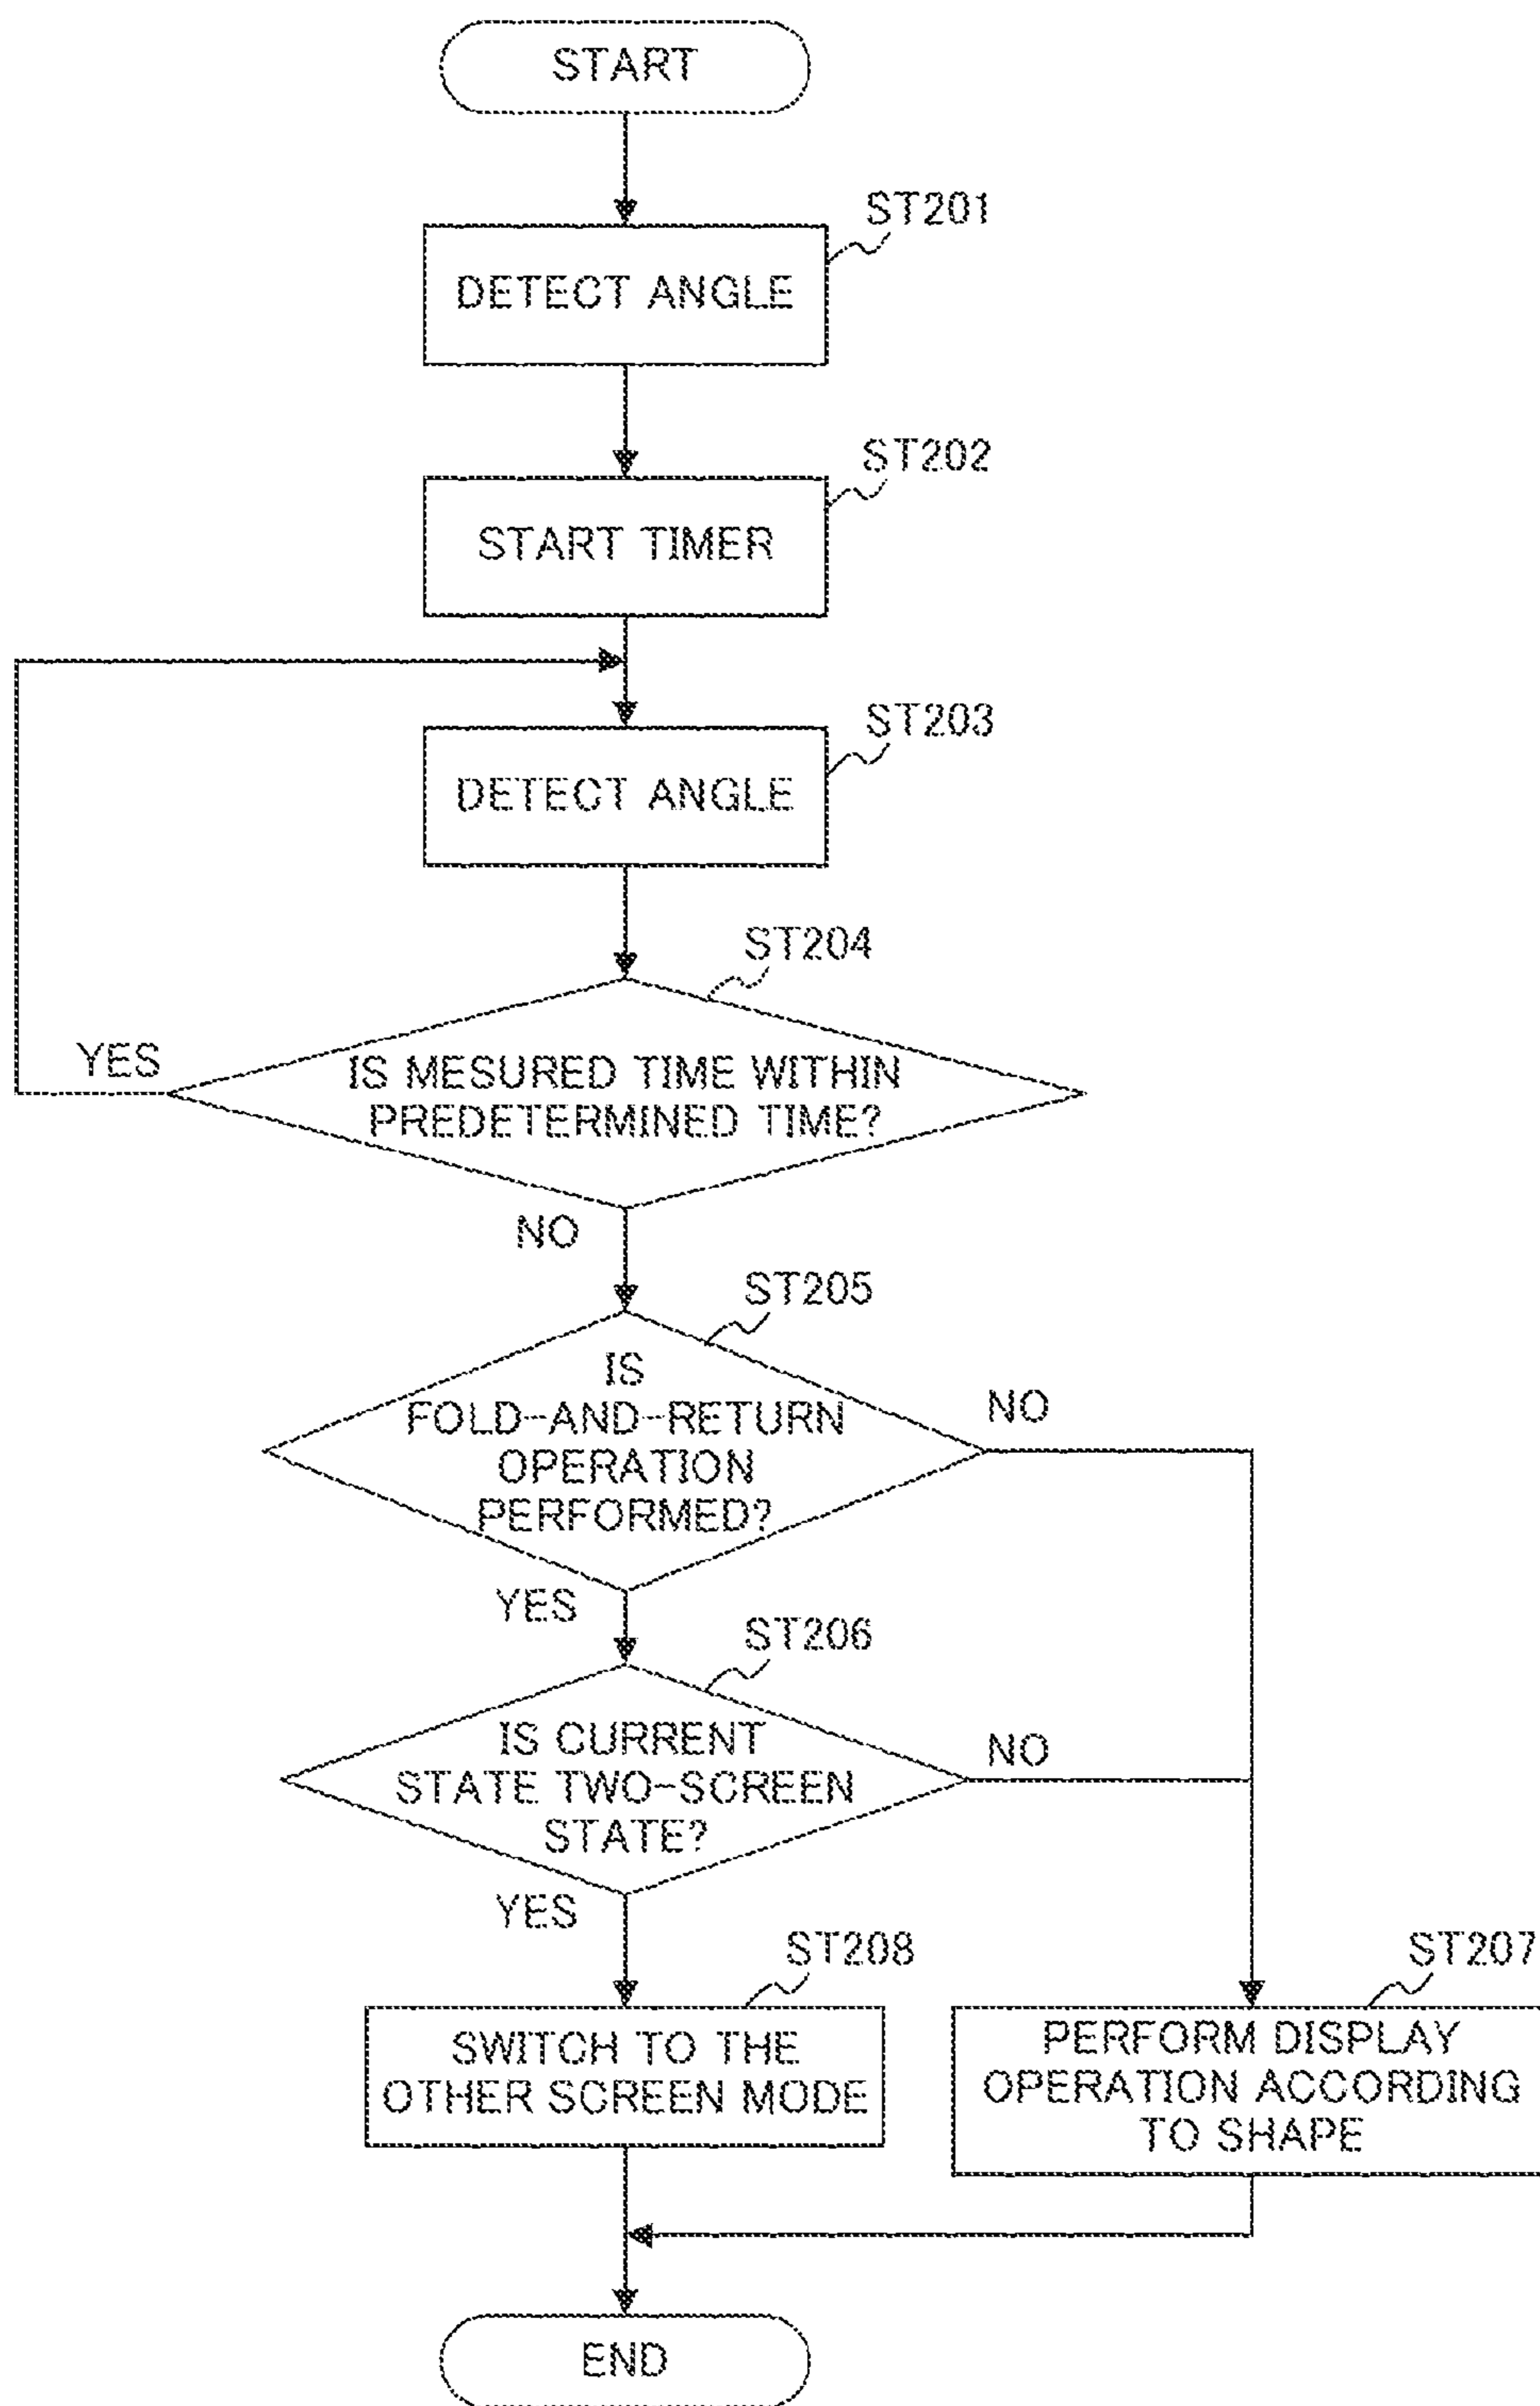 START
ST201
DETECT ANGLE
ST202
START TIMER
ST203
DETECT ANGLE
ST204
YES
IS MESURED TIME WITHIN
PREDETERMINED TIME?
NO
ST205
IS
FOLD-AND-RETURN
OPERATION
PERFORMED?
NO
YES
ST206
IS CURRENT
STATE TWO-SCREEN
STATE?
NO
YES
ST208
SWITCH TO THE
OTHER SCREEN MODE
ST207
PERFORM DISPLAY
OPERATION ACCORDING
TO SHAPE
END